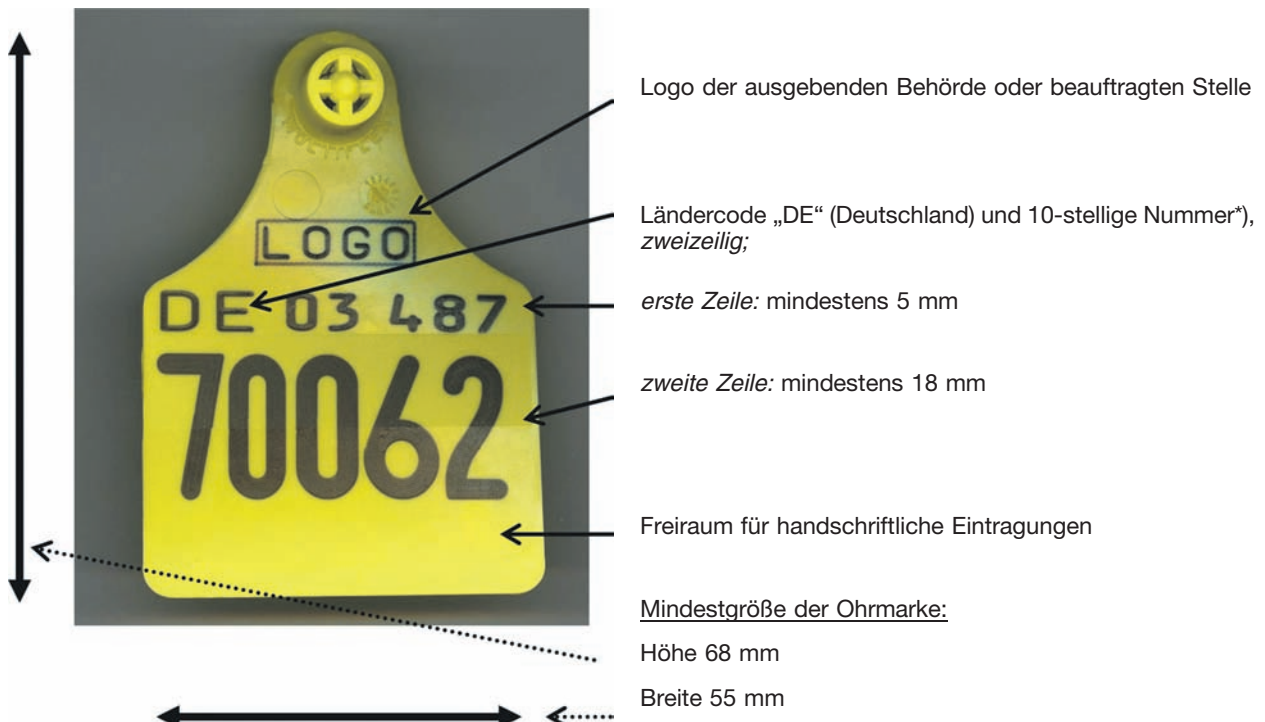 Logo der ausgebenden Behörde oder beauftragten Stelle
Ländercode „DE“ (Deutschland) und 10-stellige Nummer*),
zweizeilig;
LOGO
DE 03 487
erste Zeile: mindestens 5 mm
70062
zweite Zeile: mindestens 18 mm
Freiraum für handschriftliche Eintragungen
Mindestgröße der Ohrmarke:
Höhe 68 mm
Breite 55 mm